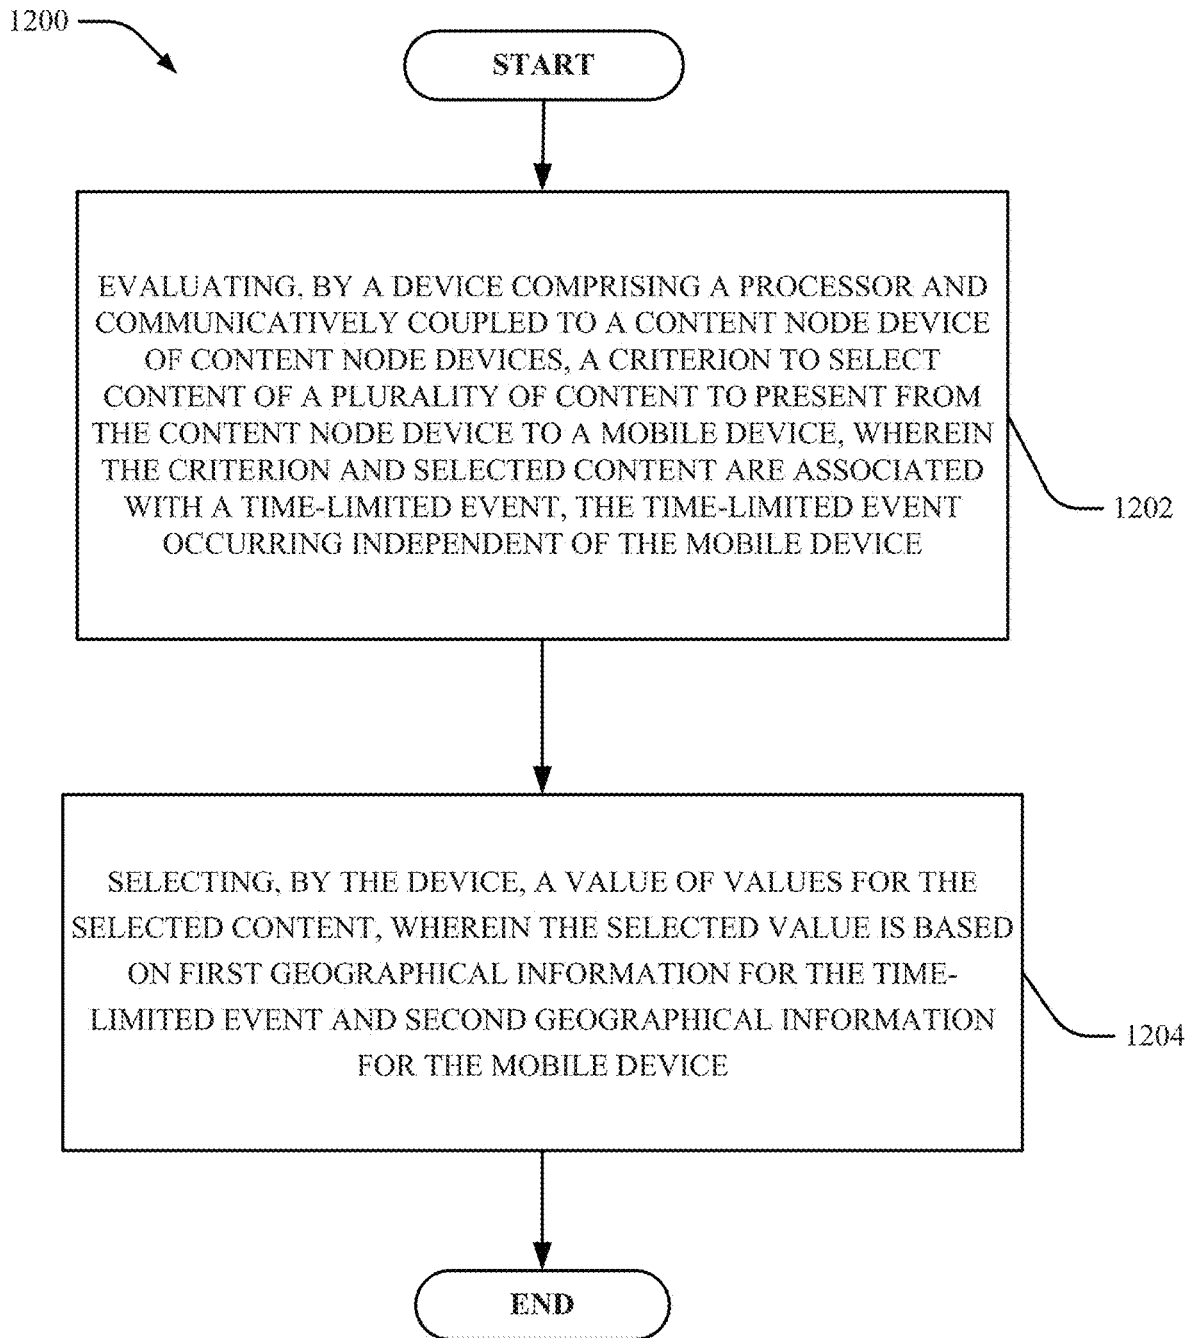 1200
START
EVALUATING, BY A DEVICE COMPRISING A PROCESSOR AND
COMMUNICATIVELY COUPLED TO A CONTENT NODE DEVICE
OF CONTENT NODE DEVICES, A CRITERION TO SELECT
CONTENT OF A PLURALITY OF CONTENT TO PRESENT FROM
THE CONTENT NODE DEVICE TO A MOBILE DEVICE, WHEREIN
THE CRITERION AND SELECTED CONTENT ARE ASSOCIATED
WITH A TIME-LIMITED EVENT, THE TIME-LIMITED EVENT
OCCURRING INDEPENDENT OF THE MOBILE DEVICE
1202
SELECTING, BY THE DEVICE, A VALUE OF VALUES FOR THE
SELECTED CONTENT, WHEREIN THE SELECTED VALUE IS BASED
ON FIRST GEOGRAPHICAL INFORMATION FOR THE TIME-
LIMITED EVENT AND SECOND GEOGRAPHICAL INFORMATION
FOR THE MOBILE DEVICE
1204
END